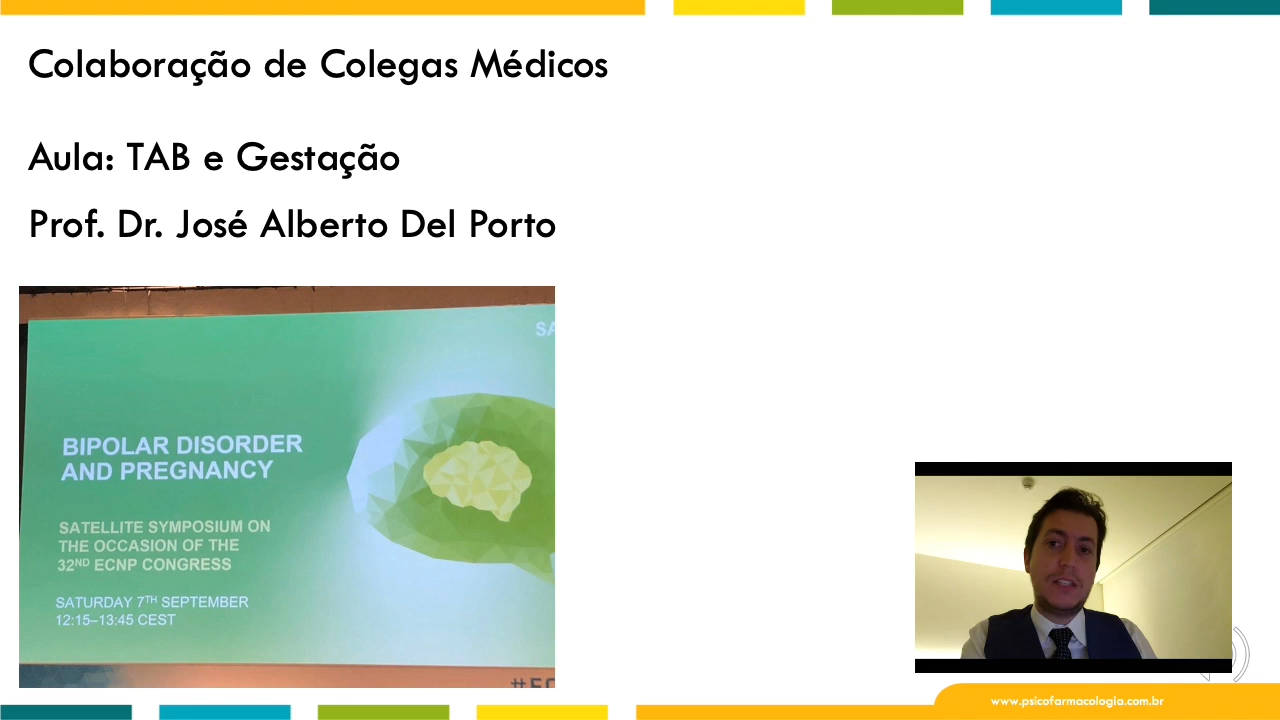 Colaboração de Colegas Médicos
Aula: TAB e Gestação
Prof. Dr. José Alberto Del Porto
SA
BIPOLAR DISORDER
AND PREGNANCY
SATELLITE SYMPOSIUM ON
THE OCCASION OF THE
32ND ECNP CONGRESS
SATURDAY 7TH SEPTEMBER
12:15–13:45 CEST
www.psicofarmacologia.com.br